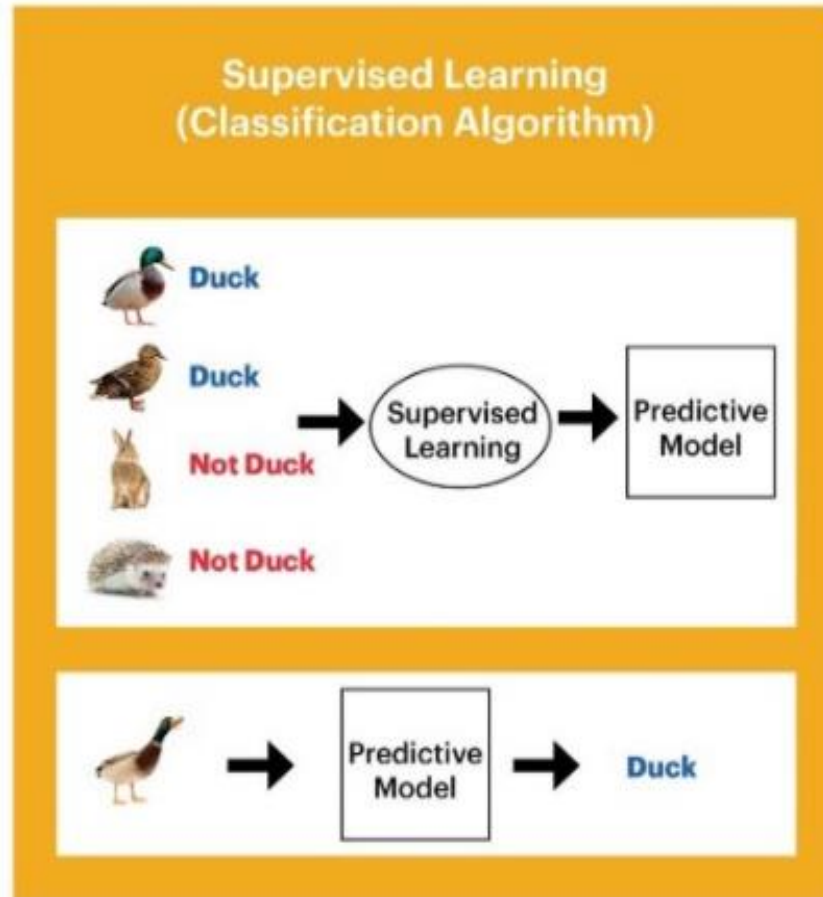 Supervised Learning
(Classification Algorithm)
Duck
Duck
Not Duck
Not Duck
Supervised
Learning
Predictive
Model
Predictive
Model
Duck